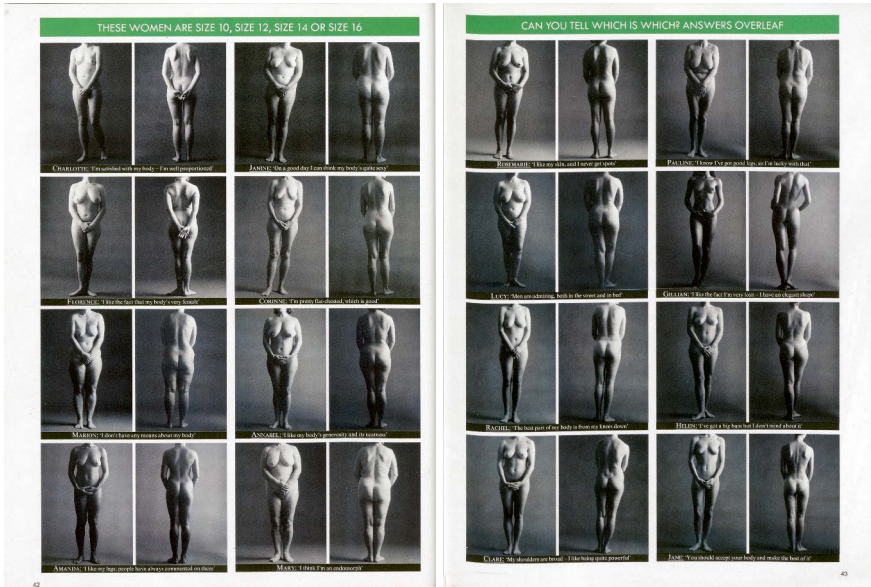 THESE WOMEN ARE SIZE 10, SIZE 12, SIZE 14 OR SIZE 16
CHARLOTTE: 'I'm satisfied with my body – I'm well proportioned'
JANINE: 'On a good day I can think my body's quite sexy'
FLORENCE: 'I like the fact that my body's very female'
CORINNE: 'I'm pretty flat-chested, which is good'
MARION: 'I don't have any moans about my body'
ANNABEL: 'I like my body's generosity and its neatness'
AMANDA: 'I like my legs; people have always commented on them'
MARY: 'I think I'm an endomorph'
42
CAN YOU TELL WHICH IS WHICH? ANSWERS OVERLEAF
ROSEMARIE: 'I like my skin, and I never get spots'
PAULINE: 'I know I've got good legs, so I'm lucky with that'
LUCY: 'Men are admiring, both in the street and in bed'
GILLIAN: 'I like the fact I'm very lean – I have an elegant shape'
RACHEL: 'The best part of my body is from my knees down'
HELEN: 'I've got a big bum but I don't mind about it'
CLARE: 'My shoulders are broad – I like being quite powerful'
JANE: 'You should accept your body and make the best of it'
43